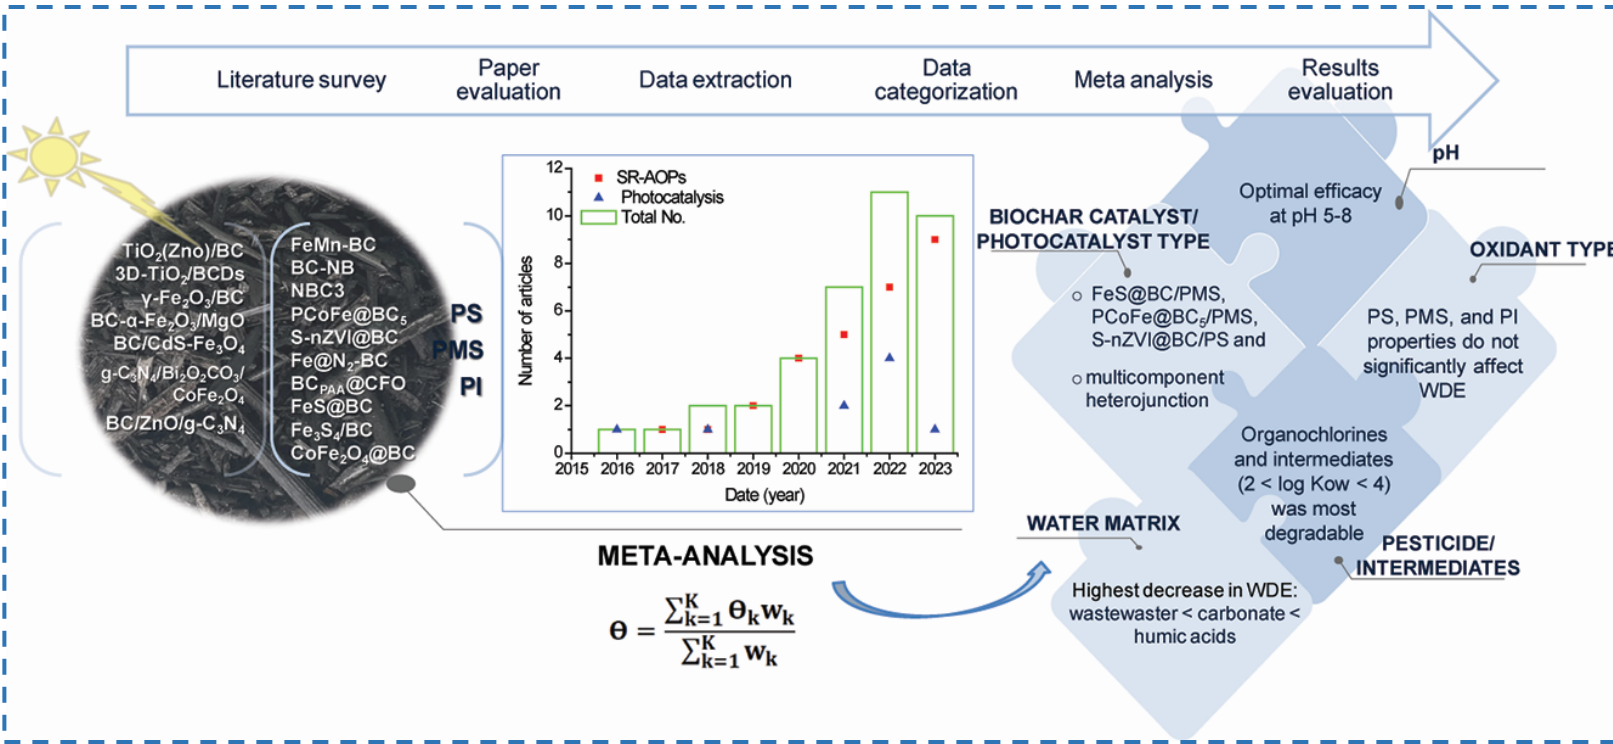 Literature survey
Paper
evaluation
Data extraction
Data
categorization
Meta analysis
Results
evaluation
TiO₂(Zno)/BC
3D-TiO₂/BCDs
γ-Fe₂O₃/BC
BC-α-Fe₂O₃/MgO
BC/CdS-Fe₃O₄
g-C₃N₄/Bi₂O₂CO₃/
CoFe₂O₄
BC/ZnO/g-C₃N₄
FeMn-BC
BC-NB
NBC3
PCoFe@BC₅
S-nZVI@BC
Fe@N₂-BC
BC_PAA@CFO
FeS@BC
Fe₃S₄/BC
CoFe₂O₄@BC
PS
PMS
PI
Number of articles
12
10
8
6
4
2
0
SR-AOPs
Photocatalysis
Total No.
2015 2016 2017 2018 2019 2020 2021 2022 2023
Date (year)
META-ANALYSIS
Θ = ∑ᴷₖ₌₁ Θₖwₖ / ∑ᴷₖ₌₁ wₖ
pH
Optimal efficacy
at pH 5-8
BIOCHAR CATALYST/
PHOTOCATALYST TYPE
FeS@BC/PMS,
PCoFe@BC₅/PMS,
S-nZVI@BC/PS and
multicomponent
heterojunction
OXIDANT TYPE
PS, PMS, and PI
properties do not
significantly affect
WDE
Organochlorines
and intermediates
(2 < log Kow < 4)
was most
degradable
PESTICIDE/
INTERMEDIATES
WATER MATRIX
Highest decrease in WDE:
wastewaster < carbonate <
humic acids